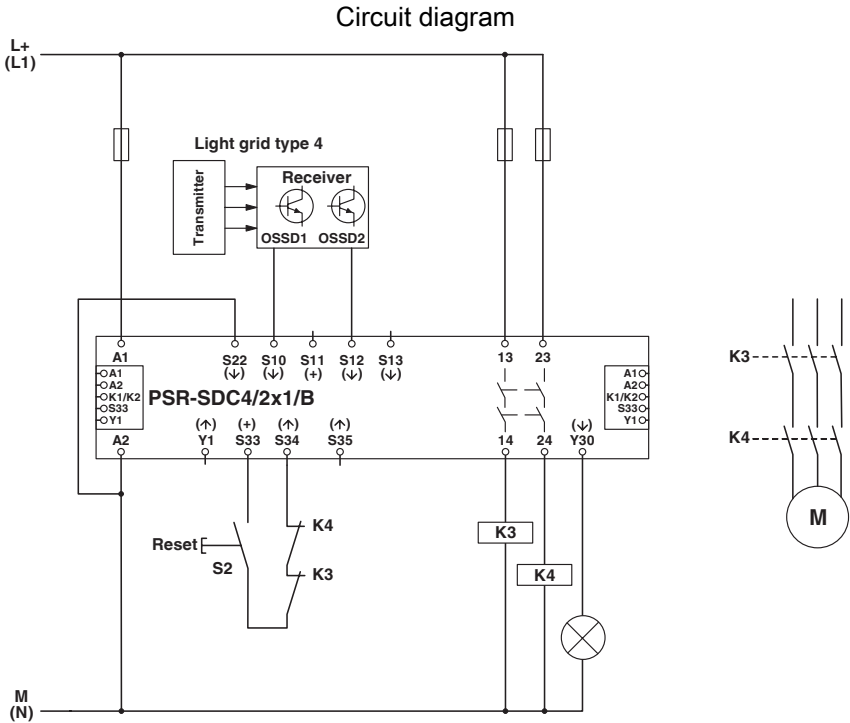 Circuit diagram
L+
(L1)
Light grid type 4
Transmitter
Receiver
OSSD1 OSSD2
A1 S22 S10 S11 S12 S13 13 23
(↓) (↓) (+) (↓) (↓)
A1
A2
K1/K2
S33
Y1
PSR-SDC4/2x1/B
A1
A2
K1/K2
S33
Y1
(↑) (+) (↑) (↑) (↓)
A2 Y1 S33 S34 S35 14 24 Y30
K3
K4
M
Reset
S2
K4
K3
K3
K4
M
(N)